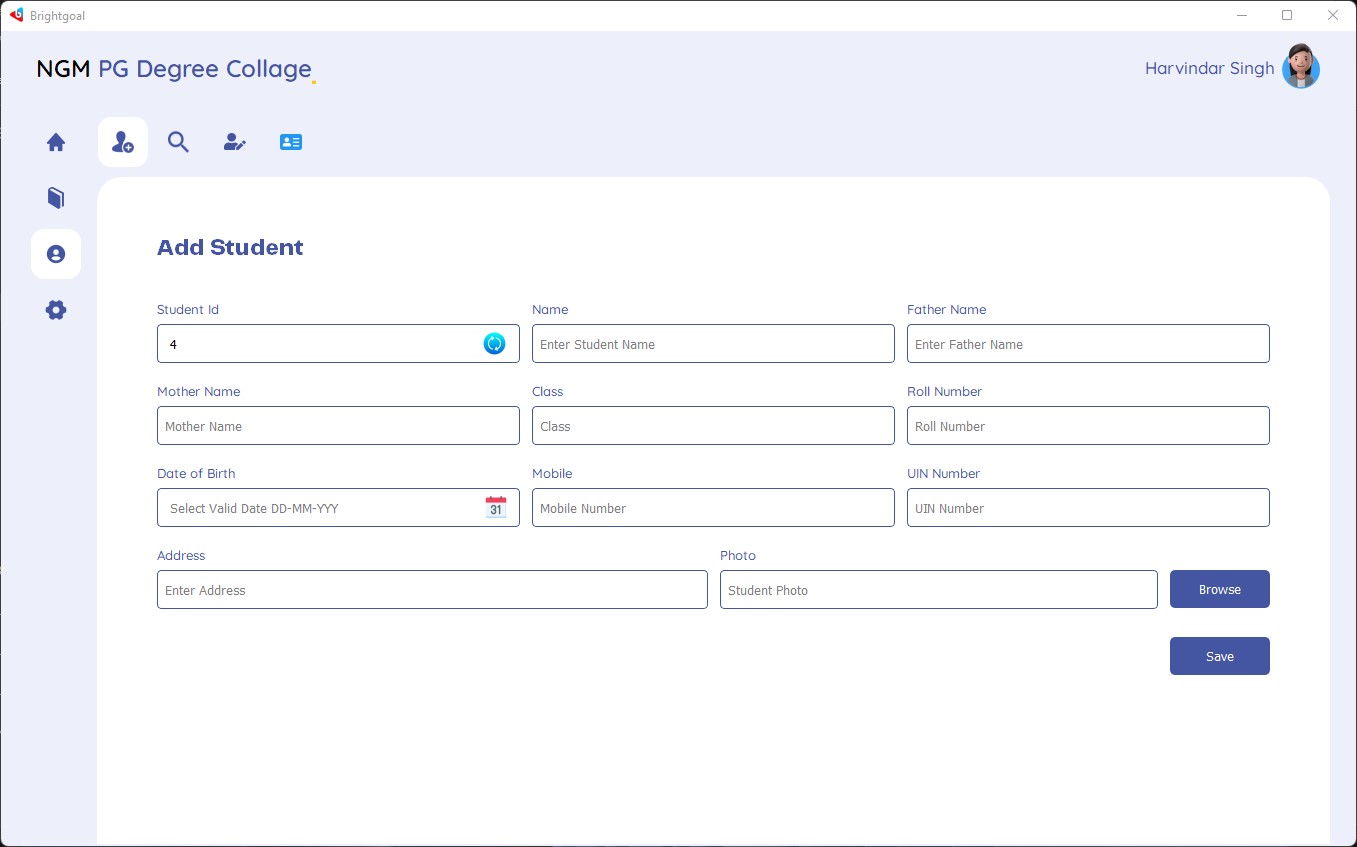 Brightgoal
NGM PG Degree Collage.
Harvindar Singh
Add Student
Student Id
Name
Father Name
4
Enter Student Name
Enter Father Name
Mother Name
Class
Roll Number
Mother Name
Class
Roll Number
Date of Birth
Mobile
UIN Number
Select Valid Date DD-MM-YYY
31
Mobile Number
UIN Number
Address
Photo
Enter Address
Student Photo
Browse
Save